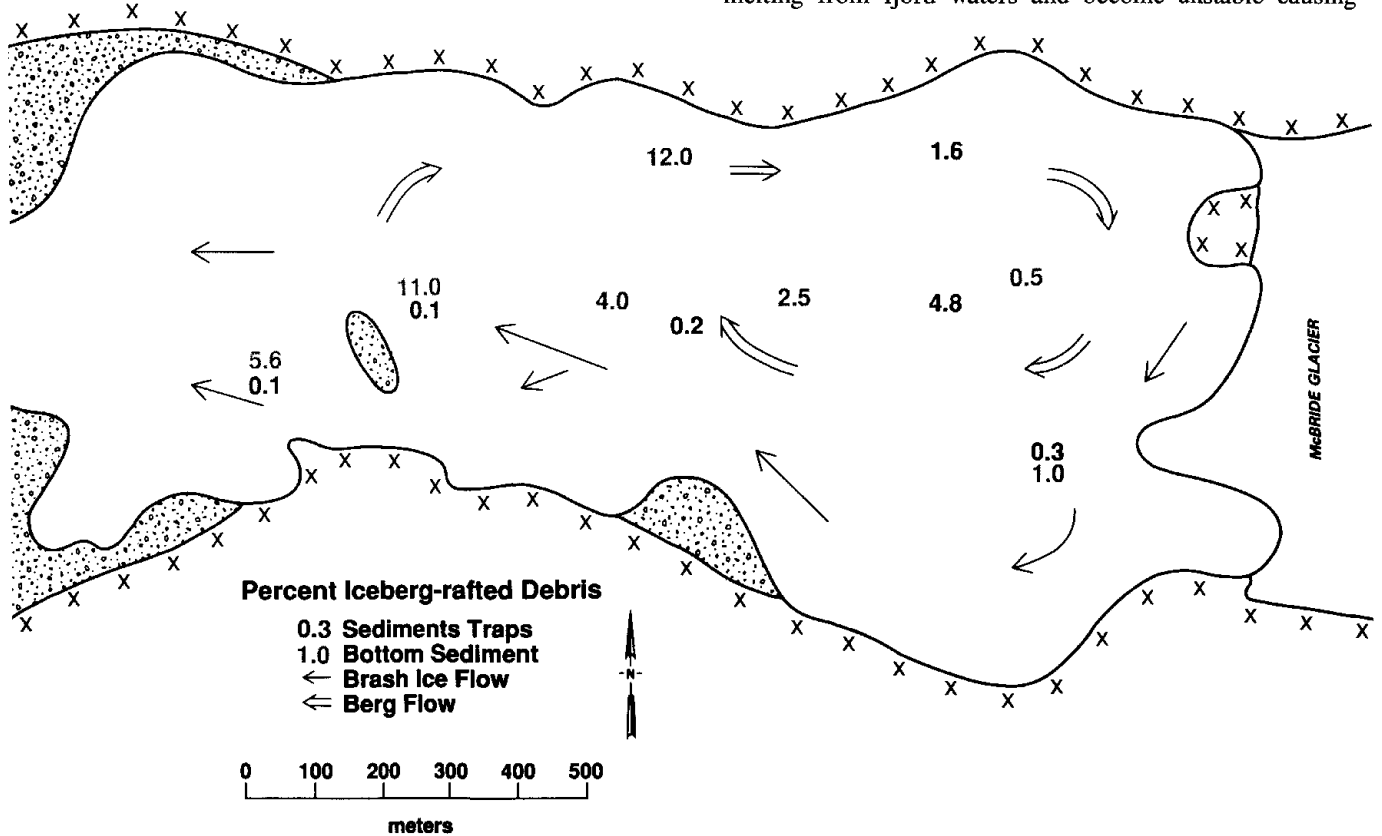 melting from fjord waters and become unstable causing
X X X X X X X X X X X X X X X X X X X X X X X X X X X
12.0
1.6
X X
X X
11.0
0.1
4.0
0.2
2.5
4.8
0.5
5.6
0.1
0.3
1.0
McBRIDE GLACIER
X X X X X X X X X X X X X X X X X X X X X X X X X X X
Percent Iceberg-rafted Debris
0.3 Sediments Traps
1.0 Bottom Sediment
← Brash Ice Flow
⇐ Berg Flow
-N-
0 100 200 300 400 500
meters